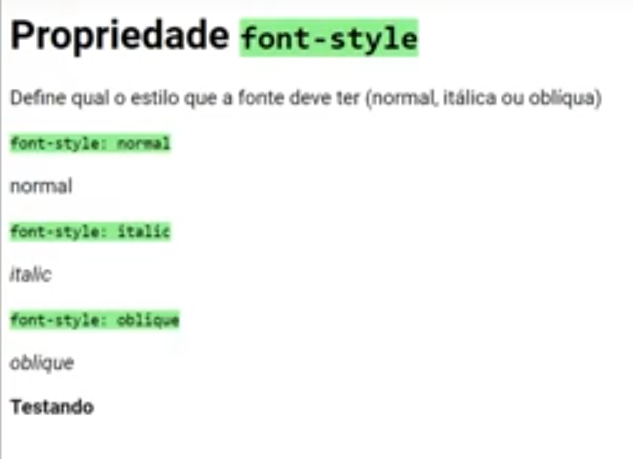 Propriedade font-style
Define qual o estilo que a fonte deve ter (normal, itálica ou oblíqua)
font-style: normal
normal
font-style: italic
italic
font-style: oblique
oblique
Testando